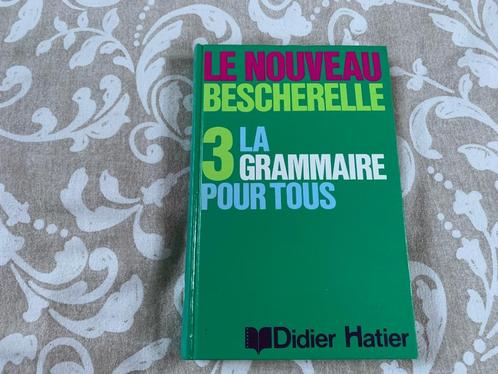 LE NOUVEAU
BESCHERELLE
3 LA
GRAMMAIRE
POUR TOUS
Didier Hatier